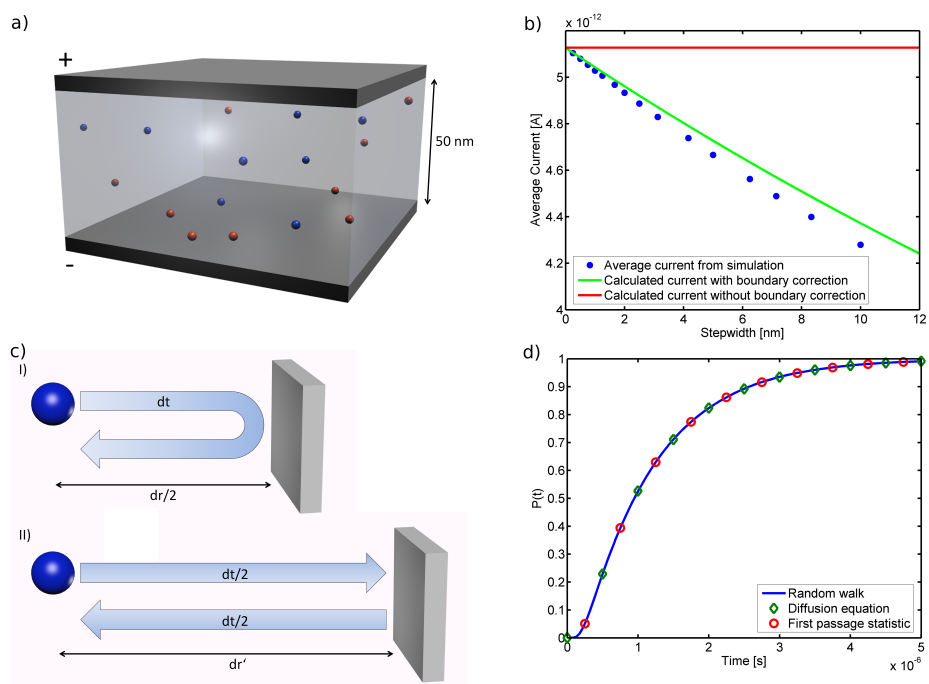 a)
+
50 nm
-
b)
x 10⁻¹²
5
4.8
4.6
4.4
4.2
4
Average Current [A]
Average current from simulation
Calculated current with boundary correction
Calculated current without boundary correction
0 2 4 6 8 10 12
Stepwidth [nm]
c)
I)
dt
dr/2
II)
dt/2
dt/2
dr‘
d)
1
0.9
0.8
0.7
0.6
0.5
0.4
0.3
0.2
0.1
0
P(t)
Random walk
Diffusion equation
First passage statistic
0 1 2 3 4 5
Time [s]
x 10⁻⁶